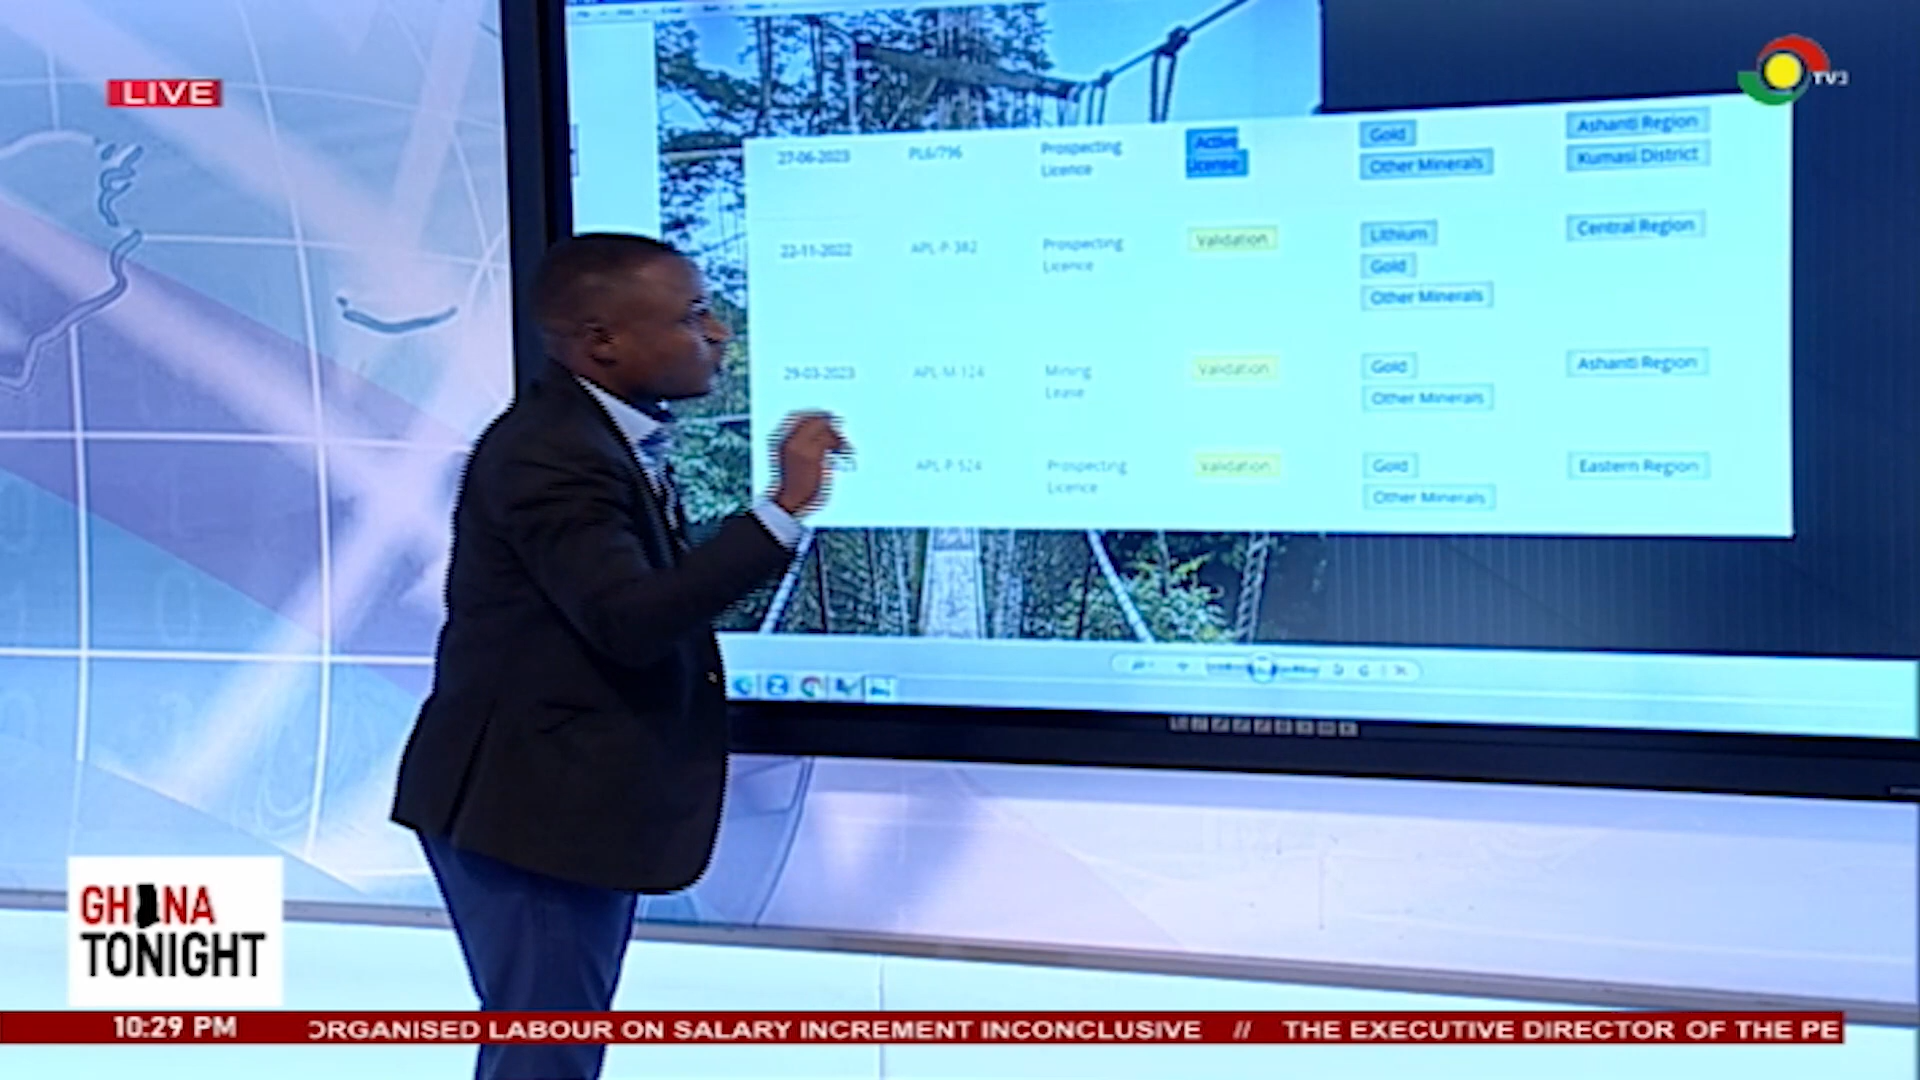 LIVE
TV3
27-06-2023
PL6/796
Prospecting
Licence
Active
License
Gold
Other Minerals
Ashanti Region
Kumasi District
22-11-2022
APL-P-382
Prospecting
Licence
Validation
Lithium
Gold
Other Minerals
Central Region
29-03-2023
APL-M-124
Mining
Lease
Validation
Gold
Other Minerals
Ashanti Region
APL-P-524
Prospecting
Licence
Validation
Gold
Other Minerals
Eastern Region
GHANA
TONIGHT
10:29 PM
ORGANISED LABOUR ON SALARY INCREMENT INCONCLUSIVE // THE EXECUTIVE DIRECTOR OF THE PE